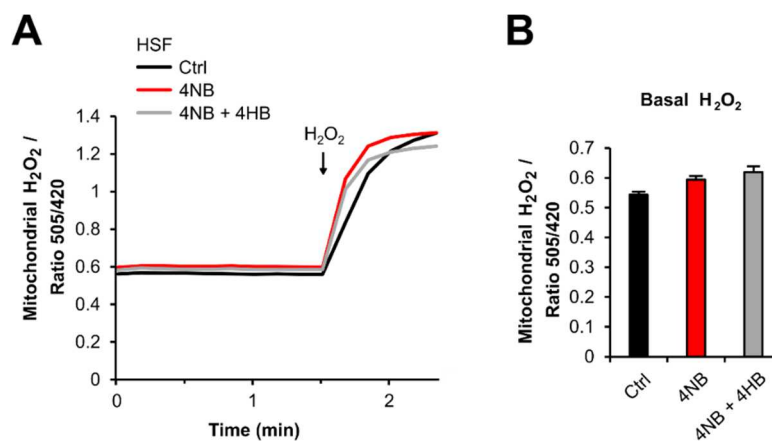 A
HSF
Ctrl
4NB
4NB + 4HB
Mitochondrial H₂O₂ /
Ratio 505/420
1.4
1.2
1
0.8
0.6
0.4
0.2
0
H₂O₂
0
1
2
Time (min)
B
Basal H₂O₂
Mitochondrial H₂O₂ /
Ratio 505/420
0.7
0.6
0.5
0.4
0.3
0.2
0.1
0
Ctrl
4NB
4NB + 4HB